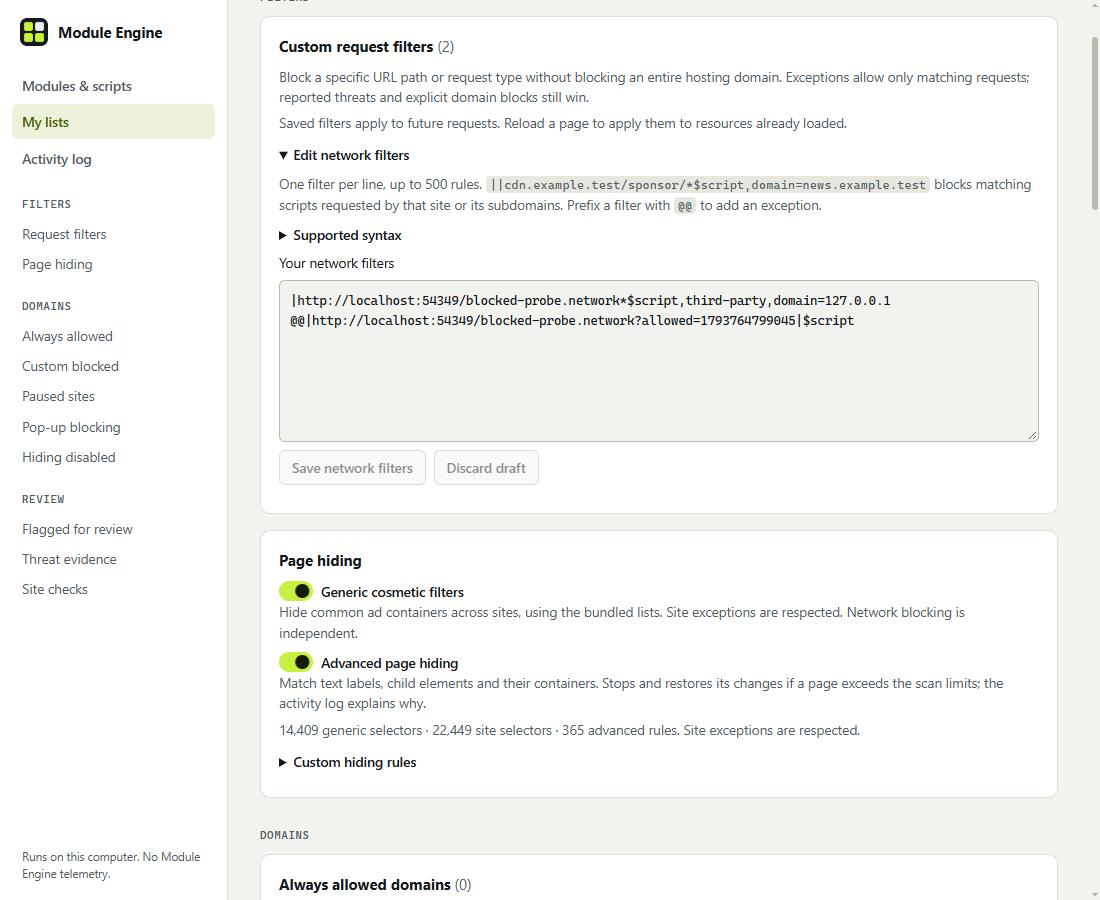 Module Engine
Modules & scripts
My lists
Activity log
FILTERS
Request filters
Page hiding
DOMAINS
Always allowed
Custom blocked
Paused sites
Pop-up blocking
Hiding disabled
REVIEW
Flagged for review
Threat evidence
Site checks
Runs on this computer. No Module
Engine telemetry.
Custom request filters (2)
Block a specific URL path or request type without blocking an entire hosting domain. Exceptions allow only matching requests;
reported threats and explicit domain blocks still win.
Saved filters apply to future requests. Reload a page to apply them to resources already loaded.
▼ Edit network filters
One filter per line, up to 500 rules. ||cdn.example.test/sponsor/*$script,domain=news.example.test blocks matching
scripts requested by that site or its subdomains. Prefix a filter with @@ to add an exception.
▶ Supported syntax
Your network filters
|http://localhost:54349/blocked-probe.network*$script,third-party,domain=127.0.0.1
@@|http://localhost:54349/blocked-probe.network?allowed=1793764799045|$script
Save network filters
Discard draft
Page hiding
Generic cosmetic filters
Hide common ad containers across sites, using the bundled lists. Site exceptions are respected. Network blocking is
independent.
Advanced page hiding
Match text labels, child elements and their containers. Stops and restores its changes if a page exceeds the scan limits; the
activity log explains why.
14,409 generic selectors · 22,449 site selectors · 365 advanced rules. Site exceptions are respected.
▶ Custom hiding rules
DOMAINS
Always allowed domains (0)